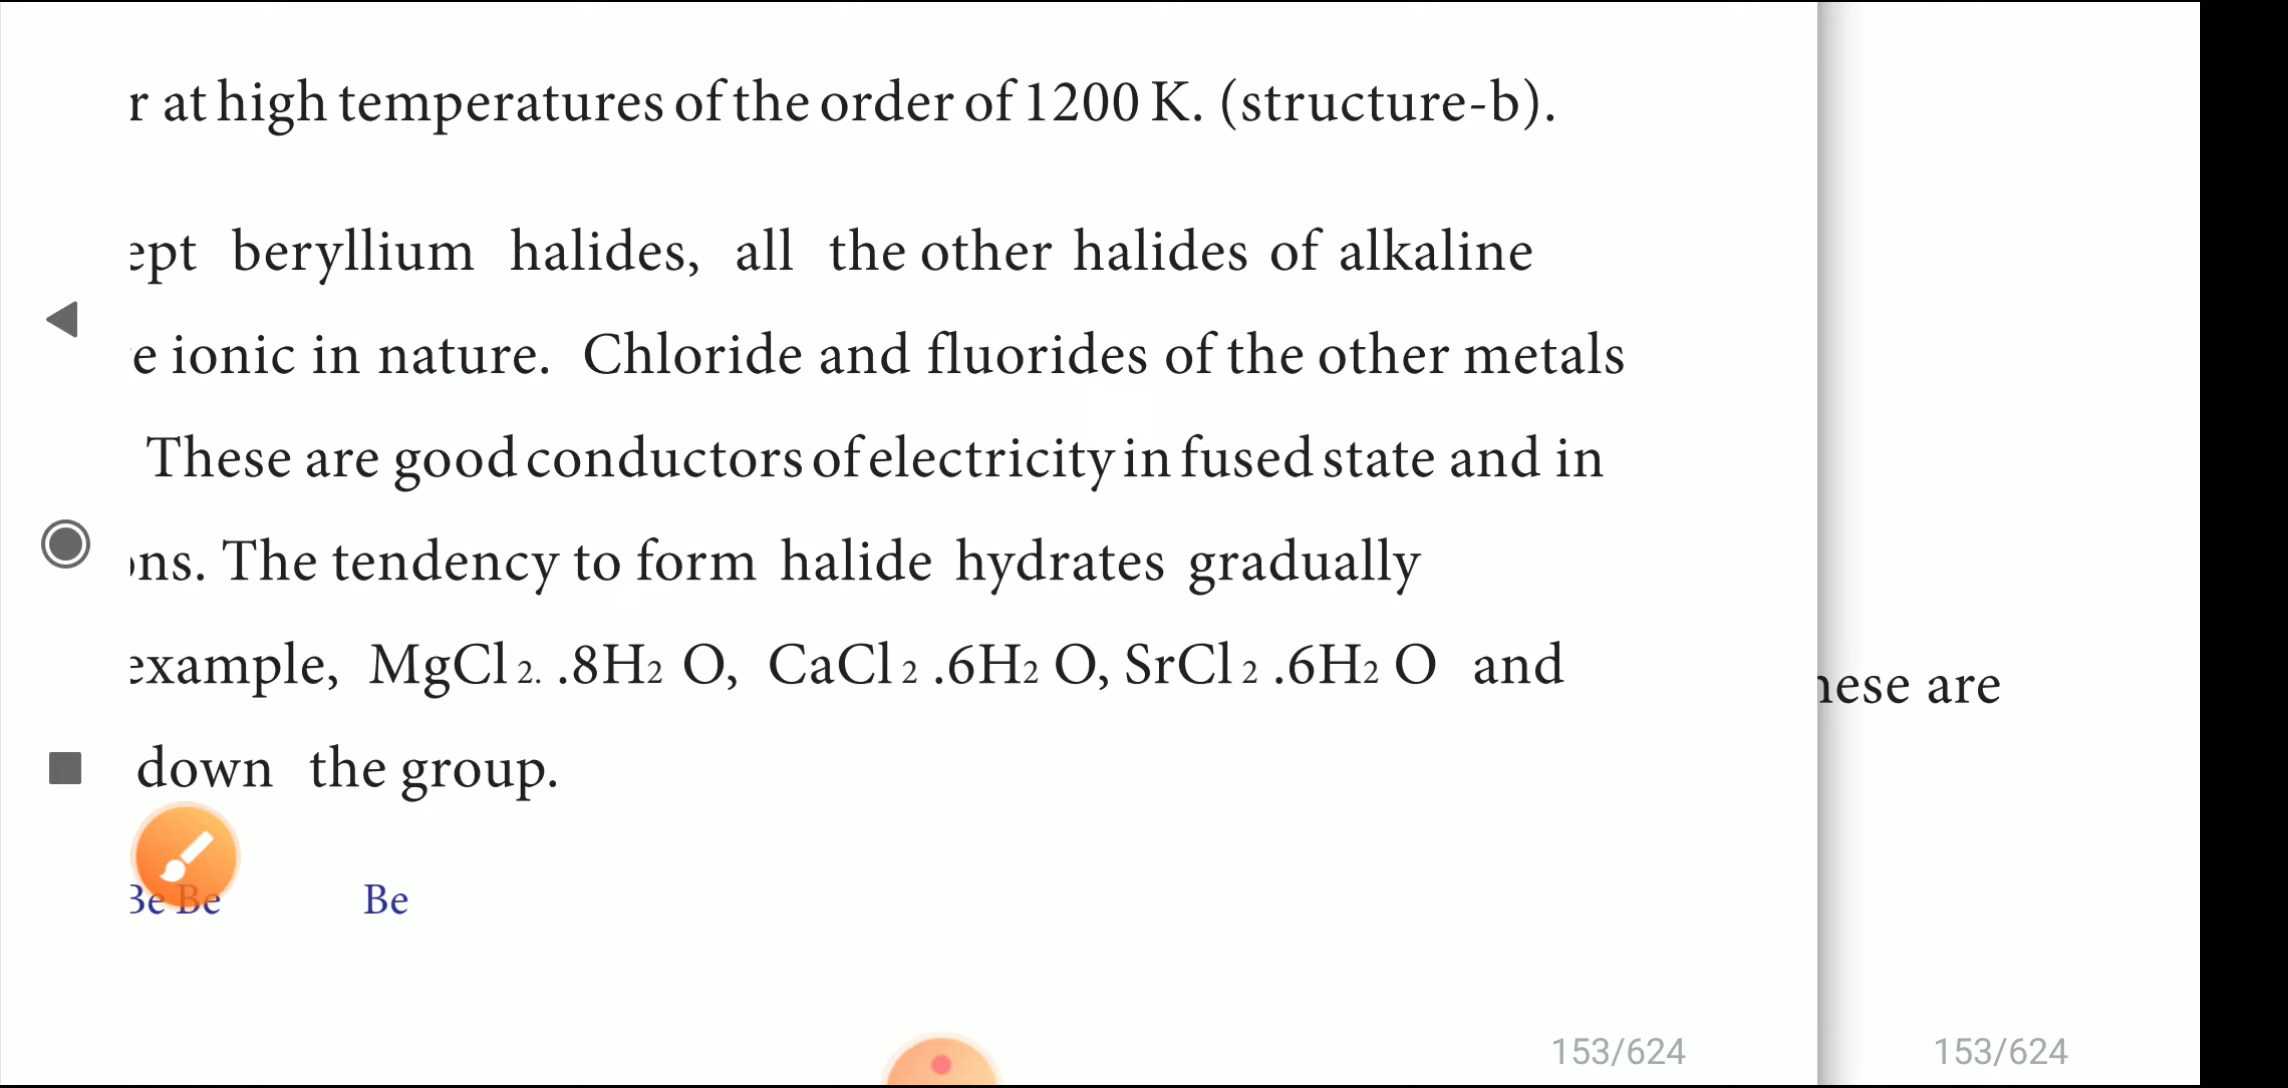 r at high temperatures of the order of 1200 K. (structure-b).
ept beryllium halides, all the other halides of alkaline
e ionic in nature. Chloride and fluorides of the other metals
These are good conductors of electricity in fused state and in
ns. The tendency to form halide hydrates gradually
example, MgCl2. .8H2 O, CaCl2 .6H2 O, SrCl2 .6H2 O and
down the group.
Be Be Be
153/624
ese are
153/624